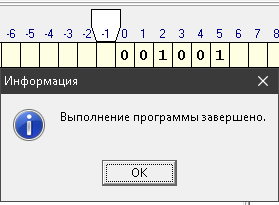 -6 -5 -4 -3 -2 -1 0 1 2 3 4 5 6 7 8
0 0 1 0 0 1
Информация
Выполнение программы завершено.
OK